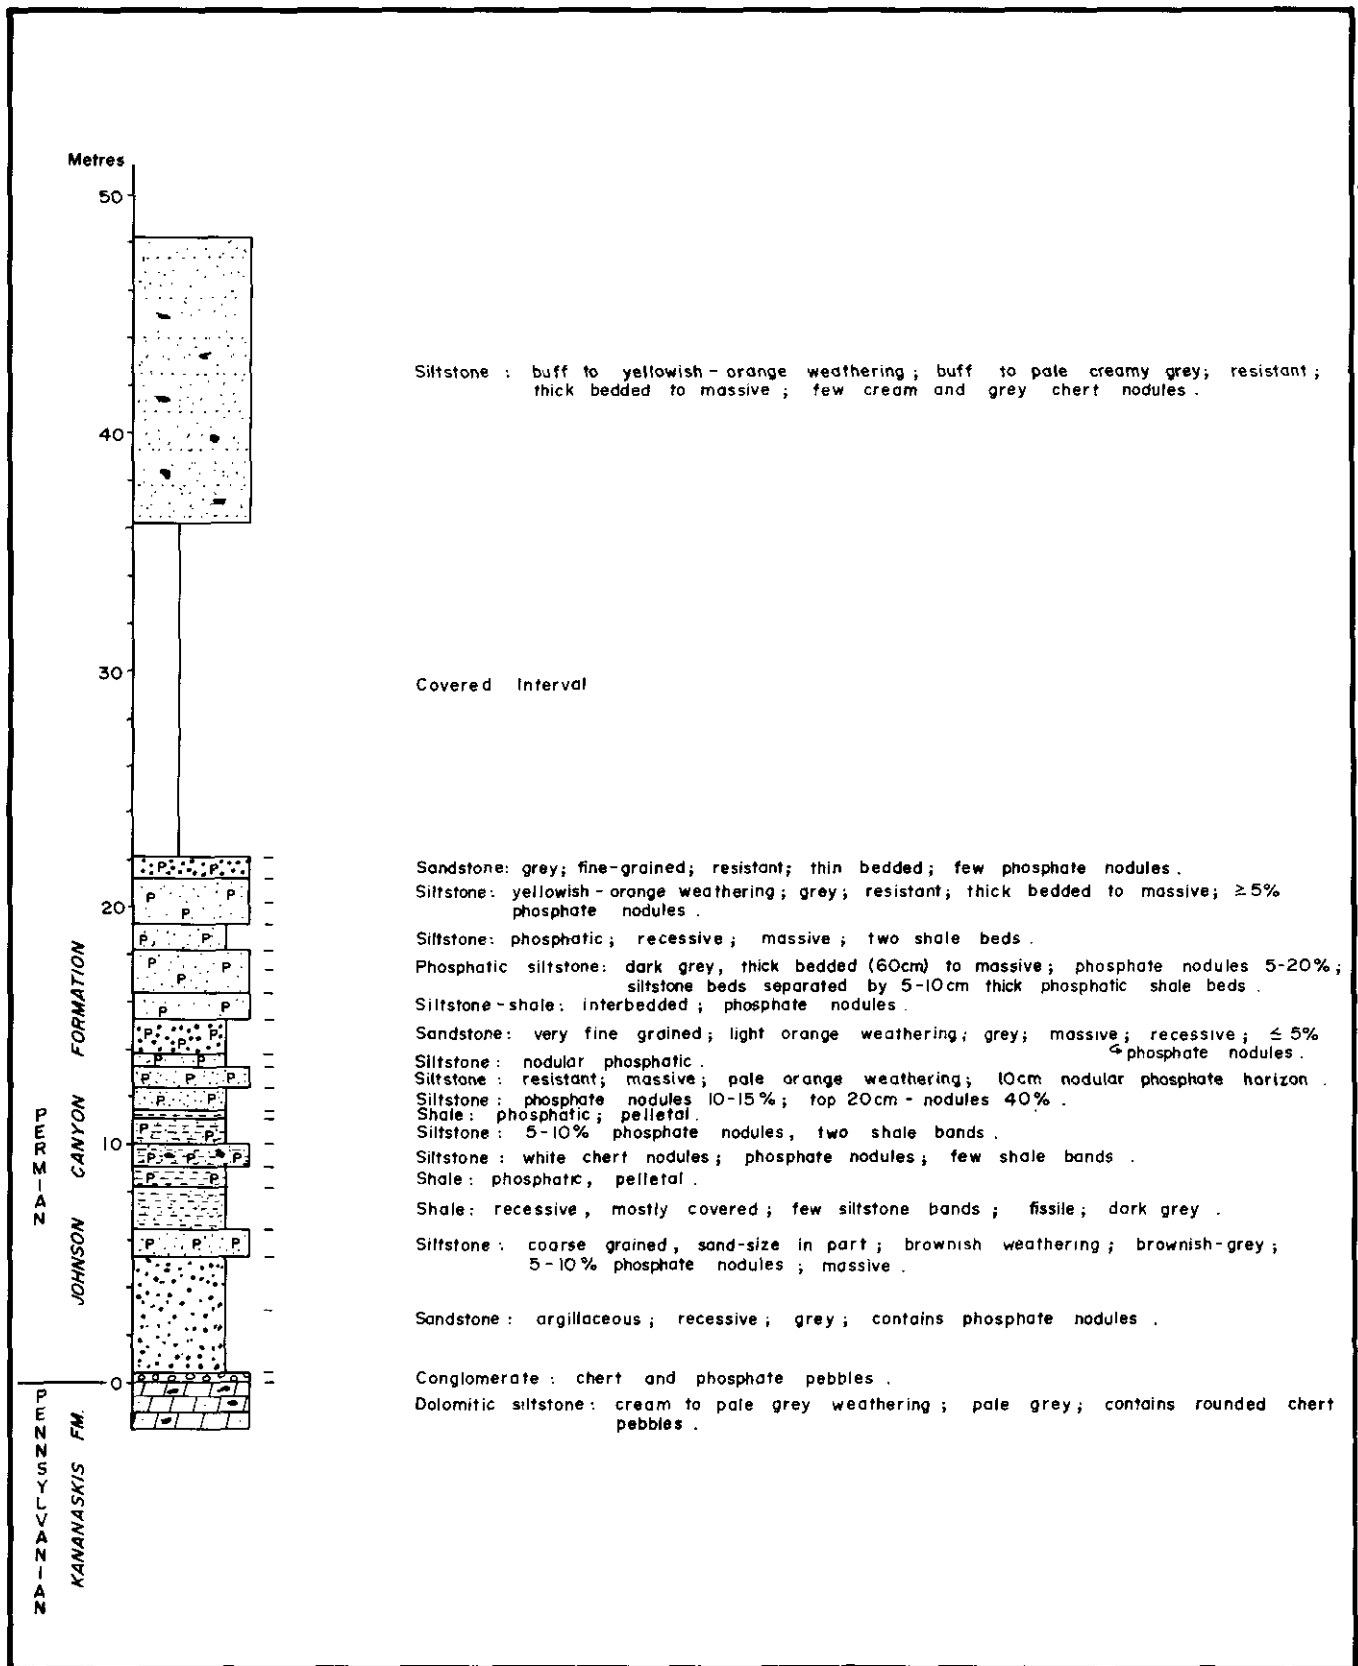 Metres
50
40
30
20
10
0
Siltstone : buff to yellowish-orange weathering ; buff to pale creamy grey; resistant ;
thick bedded to massive ; few cream and grey chert nodules .
Covered Interval
Sandstone: grey; fine-grained; resistant; thin bedded; few phosphate nodules .
Siltstone: yellowish-orange weathering ; grey; resistant; thick bedded to massive; ≥5%
phosphate nodules .
Siltstone: phosphatic; recessive; massive; two shale beds .
Phosphatic siltstone: dark grey, thick bedded (60cm) to massive; phosphate nodules 5-20%;
siltstone beds separated by 5-10cm thick phosphatic shale beds .
Siltstone-shale: interbedded; phosphate nodules .
Sandstone: very fine grained; light orange weathering; grey; massive; recessive; ≤ 5%
phosphate nodules .
Siltstone: nodular phosphatic .
Siltstone : resistant; massive; pale orange weathering; 10cm nodular phosphate horizon .
Siltstone: phosphate nodules 10-15%; top 20cm - nodules 40% .
Shale: phosphatic; pelletal .
Siltstone: 5-10% phosphate nodules, two shale bands .
Siltstone : white chert nodules; phosphate nodules; few shale bands .
Shale: phosphatic, pelletal .
Shale: recessive, mostly covered; few siltstone bands; fissile; dark grey .
Siltstone : coarse grained, sand-size in part; brownish weathering; brownish-grey;
5-10% phosphate nodules ; massive .
Sandstone : argillaceous; recessive; grey; contains phosphate nodules .
Conglomerate : chert and phosphate pebbles .
Dolomitic siltstone: cream to pale grey weathering; pale grey; contains rounded chert
pebbles .
PERMIAN
JOHNSON CANYON FORMATION
PENNSYLVANIAN
KANANASKIS FM.
P P
P P
P
P P
P P
P
P P
P P
P
P P
P P P
P P
P P
P P P
P P
P P P